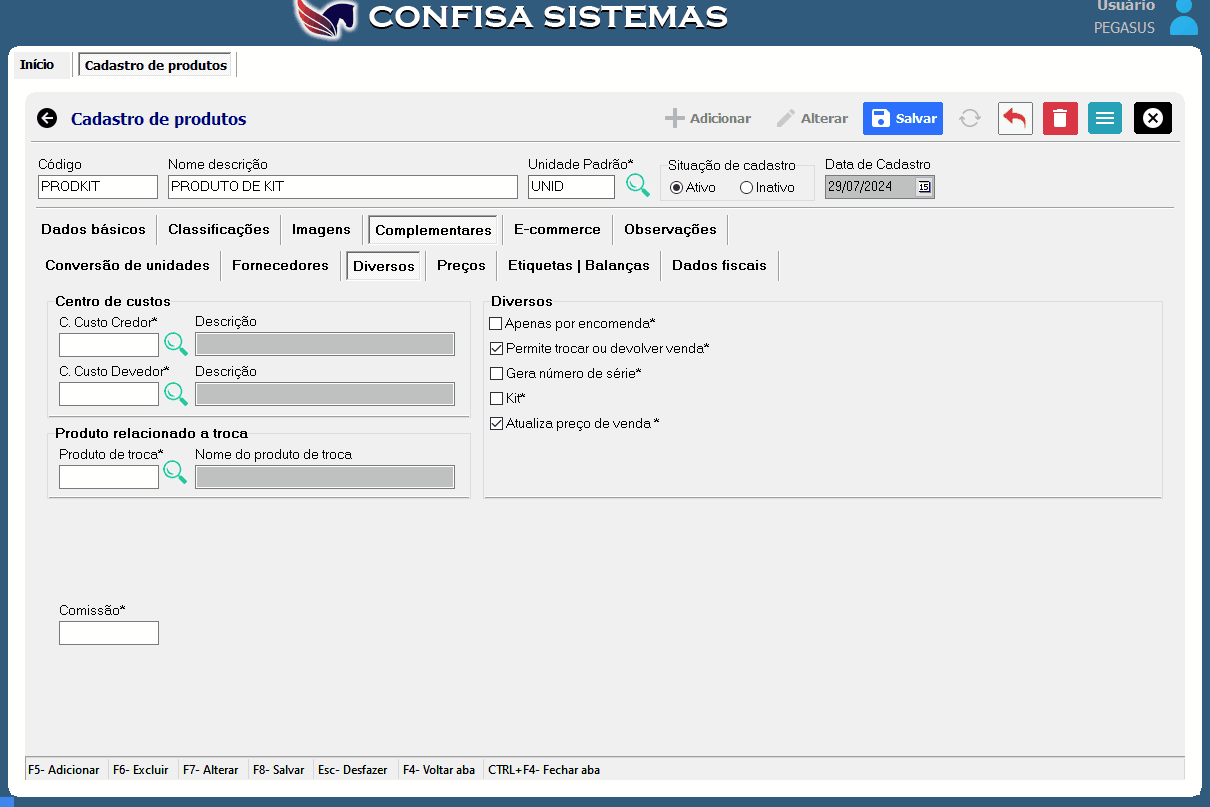 CONFISA SISTEMAS
Usuário
PEGASUS
Início
Cadastro de produtos
Cadastro de produtos
Adicionar
Alterar
Salvar
Código
Nome descrição
Unidade Padrão*
Situação de cadastro
Data de Cadastro
PRODKIT
PRODUTO DE KIT
UNID
Ativo
Inativo
29/07/2024
15
Dados básicos
Classificações
Imagens
Complementares
E-commerce
Observações
Conversão de unidades
Fornecedores
Diversos
Preços
Etiquetas | Balanças
Dados fiscais
Centro de custos
C. Custo Credor*
Descrição
C. Custo Devedor*
Descrição
Produto relacionado a troca
Produto de troca*
Nome do produto de troca
Diversos
Apenas por encomenda*
Permite trocar ou devolver venda*
Gera número de série*
Kit*
Atualiza preço de venda *
Comissão*
F5- Adicionar
F6- Excluir
F7- Alterar
F8- Salvar
Esc- Desfazer
F4- Voltar aba
CTRL+F4- Fechar aba